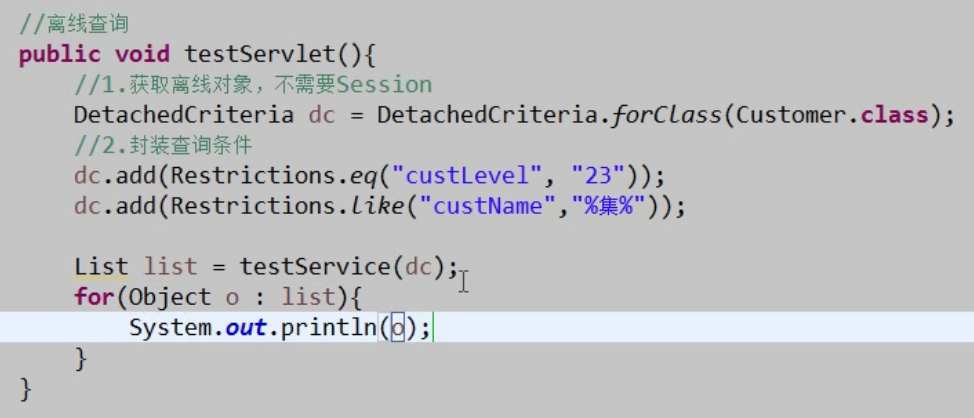 //离线查询
public void testServlet(){
    //1.获取离线对象，不需要Session
    DetachedCriteria dc = DetachedCriteria.forClass(Customer.class);
    //2.封装查询条件
    dc.add(Restrictions.eq("custLevel", "23"));
    dc.add(Restrictions.like("custName","%集%"));
    List list = testService(dc);
    for(Object o : list){
        System.out.println(o);
    }
}